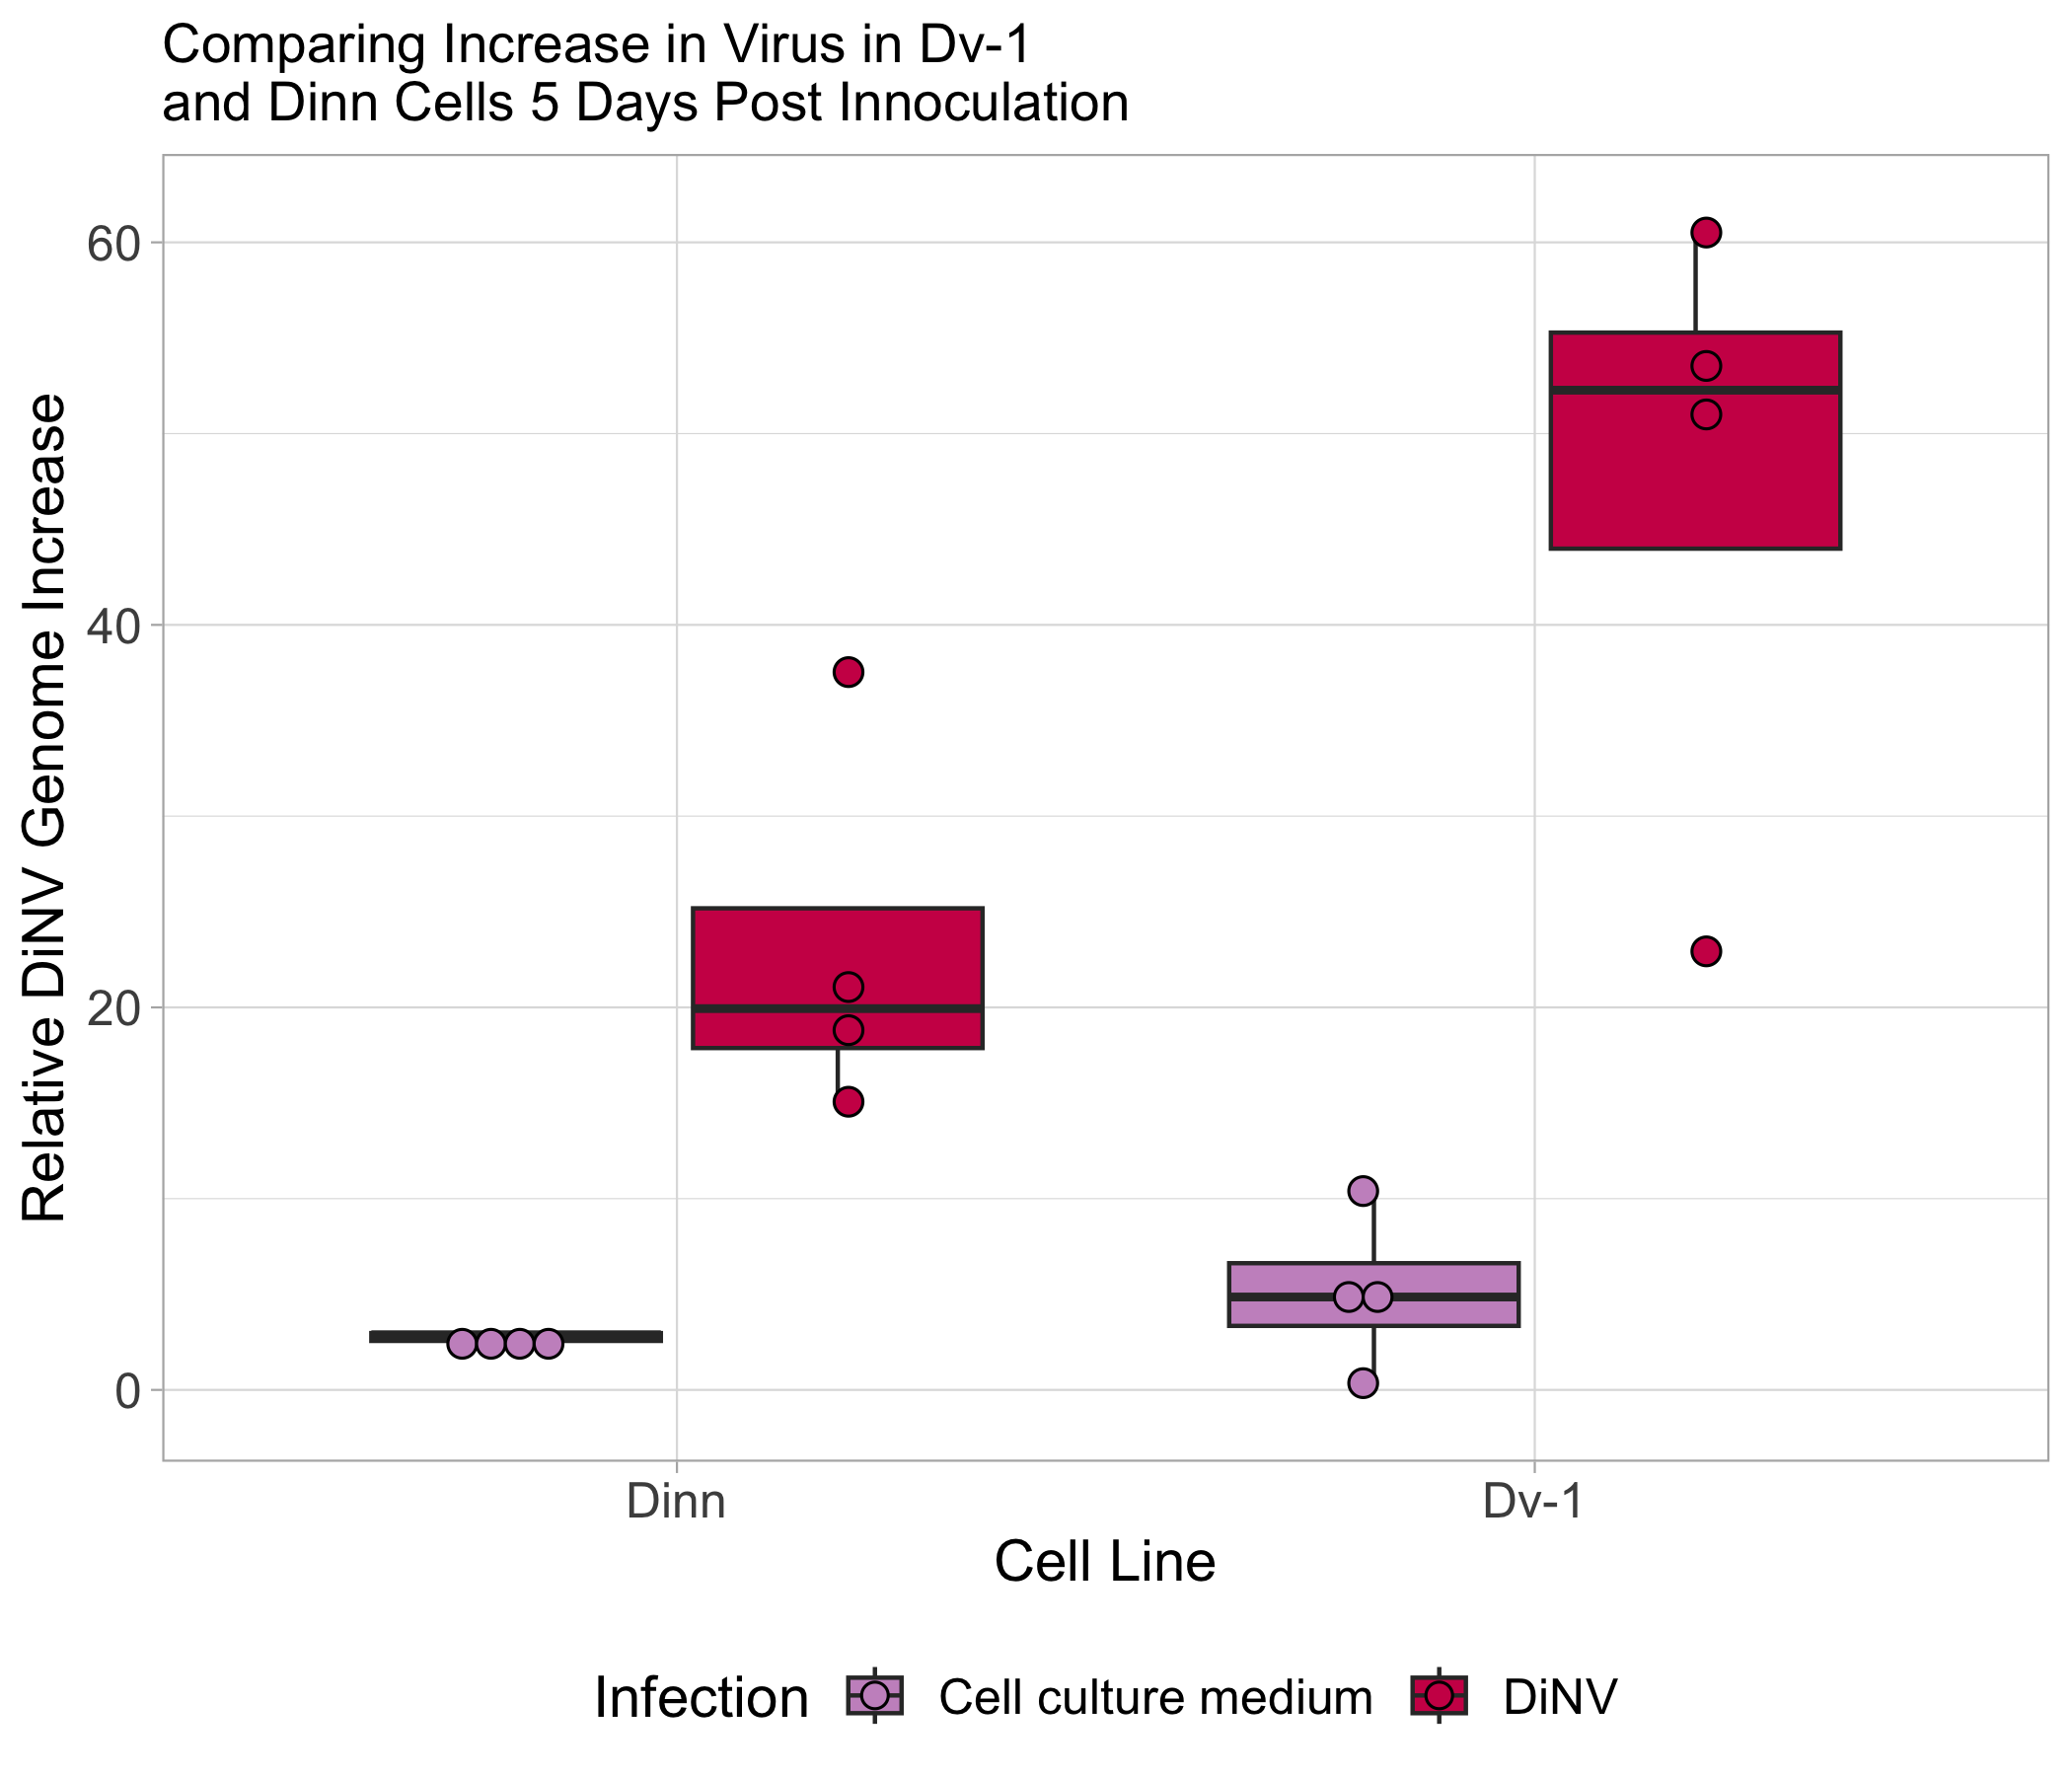 Comparing Increase in Virus in Dv-1
and Dinn Cells 5 Days Post Innoculation
Relative DiNV Genome Increase
60
40
20
0
Dinn
Dv-1
Cell Line
Infection
Cell culture medium
DiNV